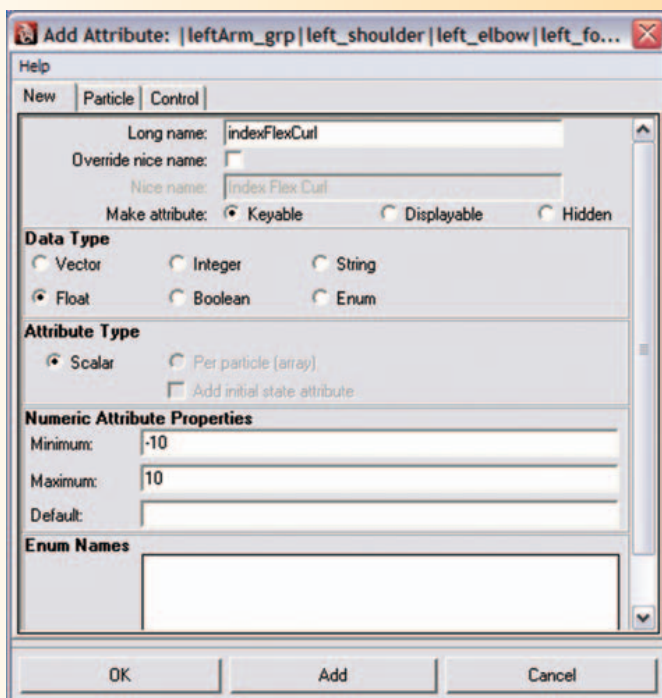 Add Attribute: |leftArm_grp|left_shoulder|left_elbow|left_fo...
Help
New Particle Control
Long name: indexFlexCurl
Override nice name:
Nice name: Index Flex Curl
Make attribute: Keyable Displayable Hidden
Data Type
Vector Integer String
Float Boolean Enum
Attribute Type
Scalar Per particle (array)
Add initial state attribute
Numeric Attribute Properties
Minimum: -10
Maximum: 10
Default:
Enum Names
OK Add Cancel